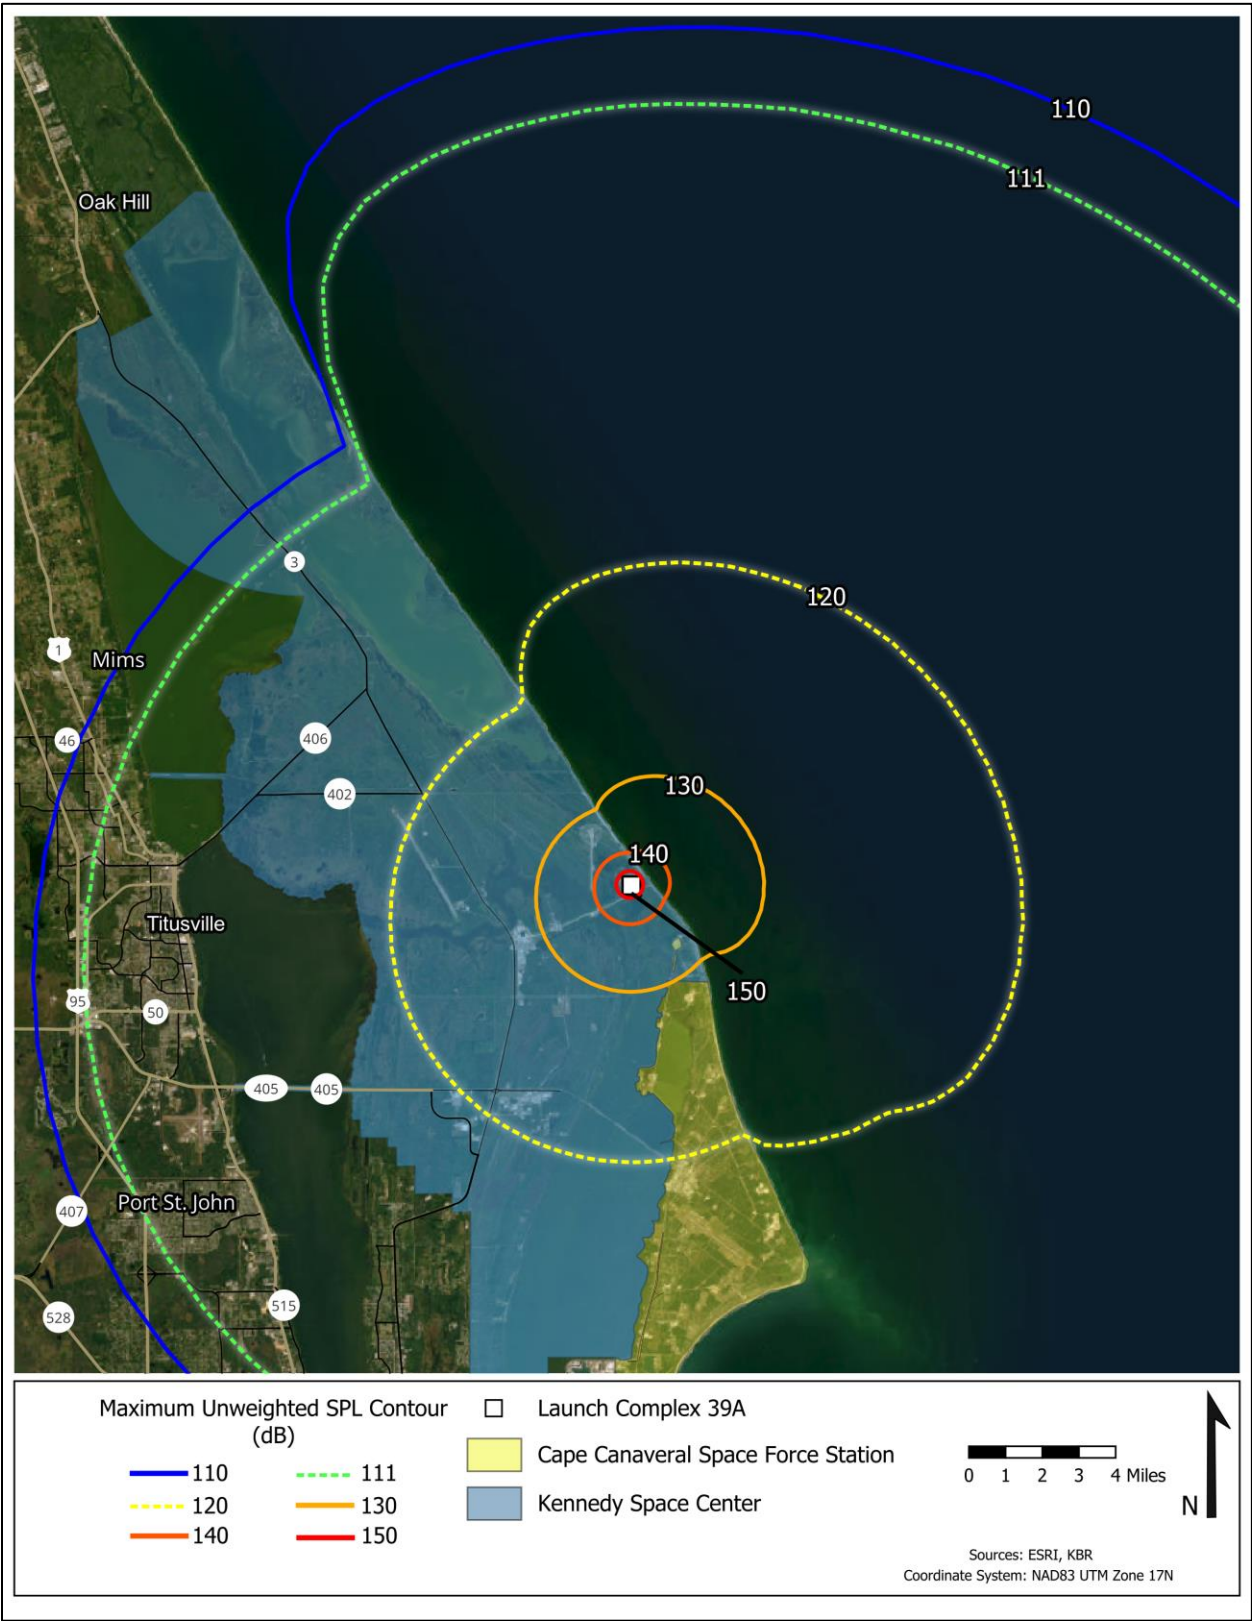 110
111
Oak Hill
3
120
1
Mims
46
406
130
402
140
Titusville
150
95
50
405
405
Port St. John
407
515
528
Maximum Unweighted SPL Contour
(dB)
110
111
120
130
140
150
Launch Complex 39A
Cape Canaveral Space Force Station
Kennedy Space Center
0 1 2 3 4 Miles
N
Sources: ESRI, KBR
Coordinate System: NAD83 UTM Zone 17N